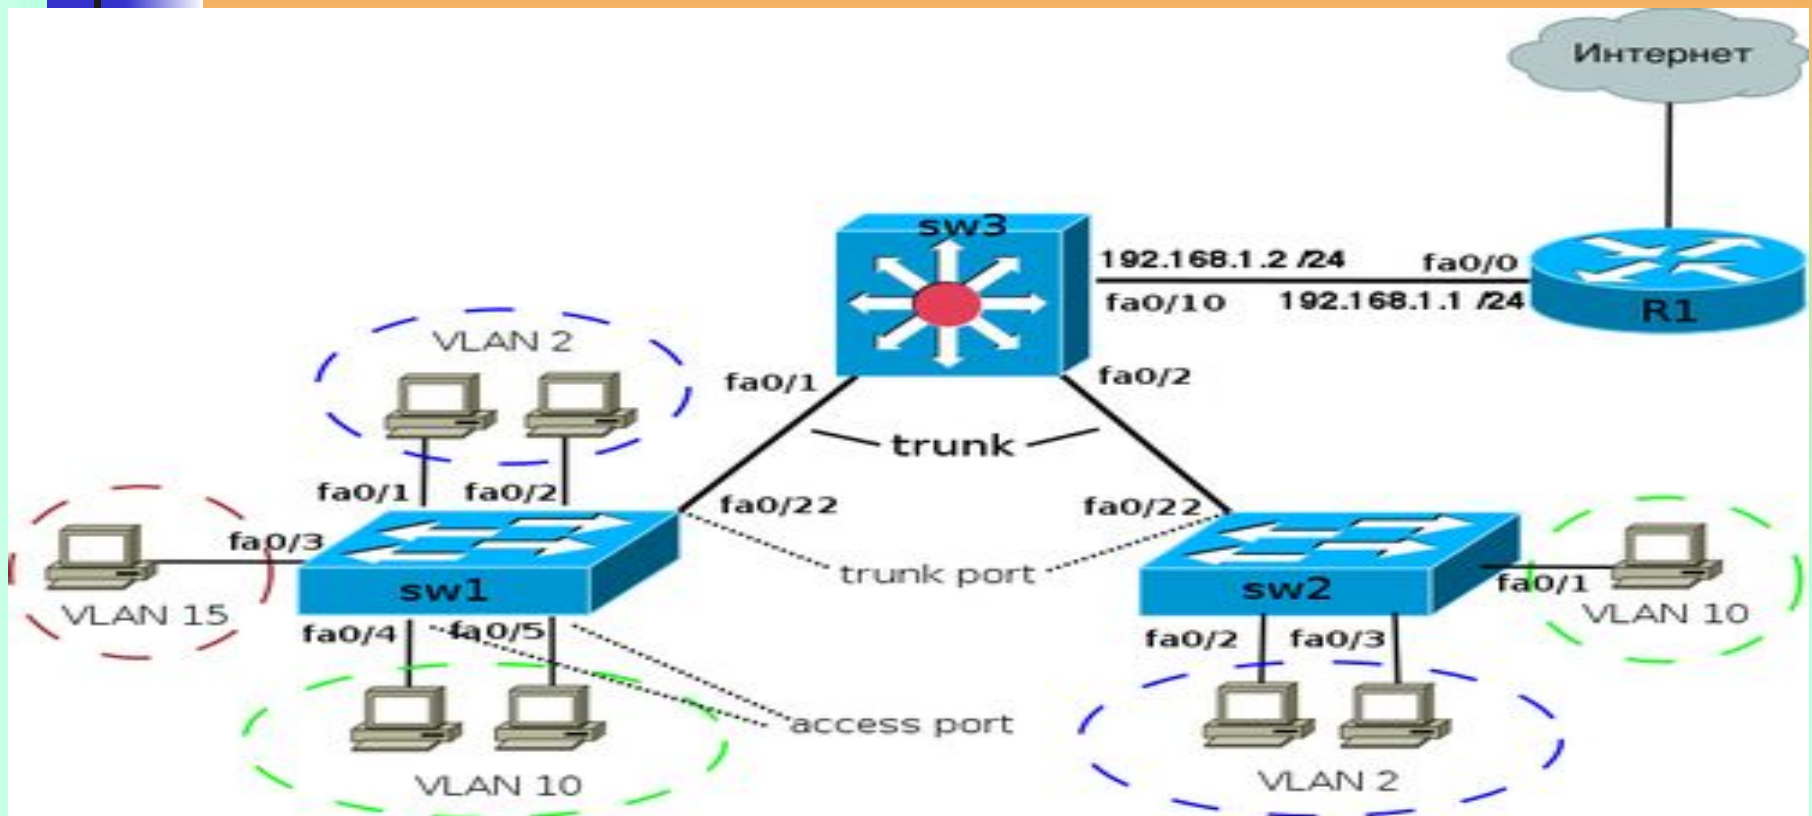 Интернет
sw3
192.168.1.2 /24
fa0/0
fa0/10
192.168.1.1 /24
R1
VLAN 2
fa0/1
fa0/2
trunk
fa0/1
fa0/2
fa0/22
fa0/22
fa0/3
trunk port
sw1
sw2
fa0/1
VLAN 15
VLAN 10
fa0/4
fa0/5
fa0/2
fa0/3
access port
VLAN 10
VLAN 2